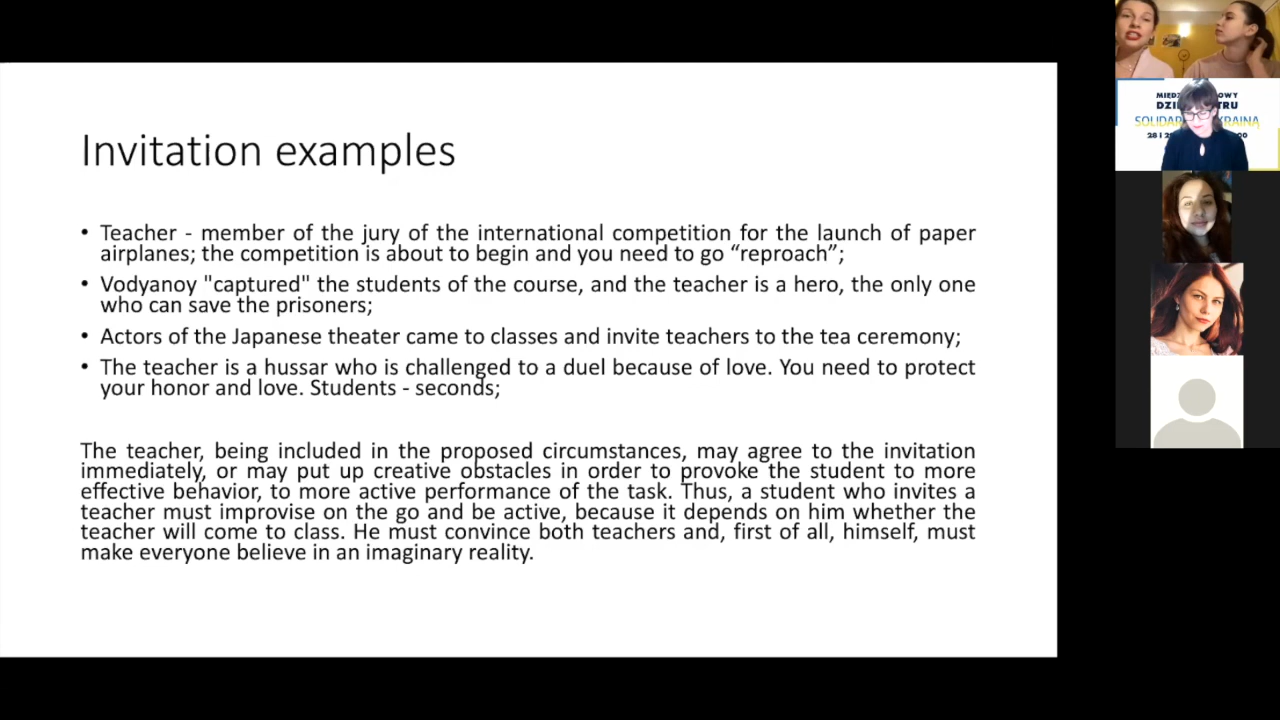 Invitation examples
• Teacher - member of the jury of the international competition for the launch of paper
airplanes; the competition is about to begin and you need to go “reproach”;
• Vodyanoy "captured" the students of the course, and the teacher is a hero, the only one
who can save the prisoners;
• Actors of the Japanese theater came to classes and invite teachers to the tea ceremony;
• The teacher is a hussar who is challenged to a duel because of love. You need to protect
your honor and love. Students - seconds;
The teacher, being included in the proposed circumstances, may agree to the invitation
immediately, or may put up creative obstacles in order to provoke the student to more
effective behavior, to more active performance of the task. Thus, a student who invites a
teacher must improvise on the go and be active, because it depends on him whether the
teacher will come to class. He must convince both teachers and, first of all, himself, must
make everyone believe in an imaginary reality.